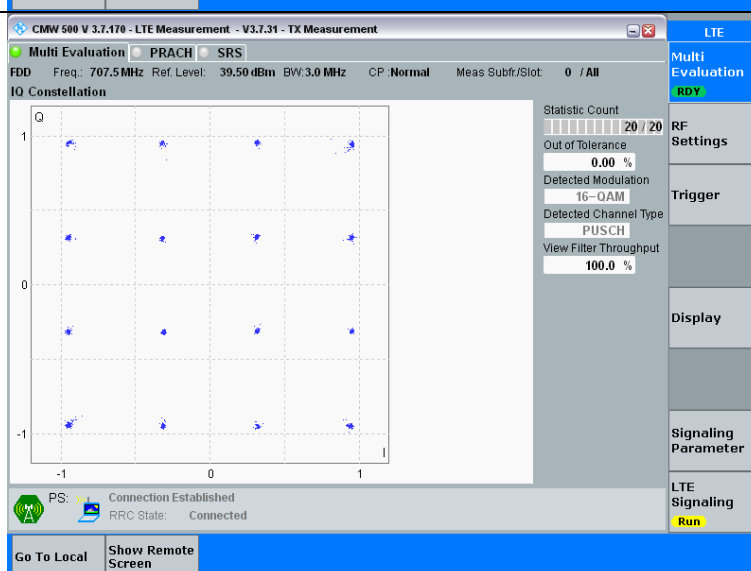 CMW 500 V 3.7.170 - LTE Measurement - V3.7.31 - TX Measurement
LTE
Multi Evaluation PRACH SRS
Multi
Evaluation
RDY
FDD Freq.: 707.5 MHz Ref. Level: 39.50 dBm BW: 3.0 MHz CP :Normal Meas Subfr./Slot: 0 / All
IQ Constellation
Q
1
0
-1
I
-1 0 1
Statistic Count
20 / 20
Out of Tolerance
0.00 %
Detected Modulation
16-QAM
Detected Channel Type
PUSCH
View Filter Throughput
100.0 %
RF
Settings
Trigger
Display
Signaling
Parameter
LTE
Signaling
Run
PS: Connection Established
RRC State: Connected
Go To Local
Show Remote
Screen